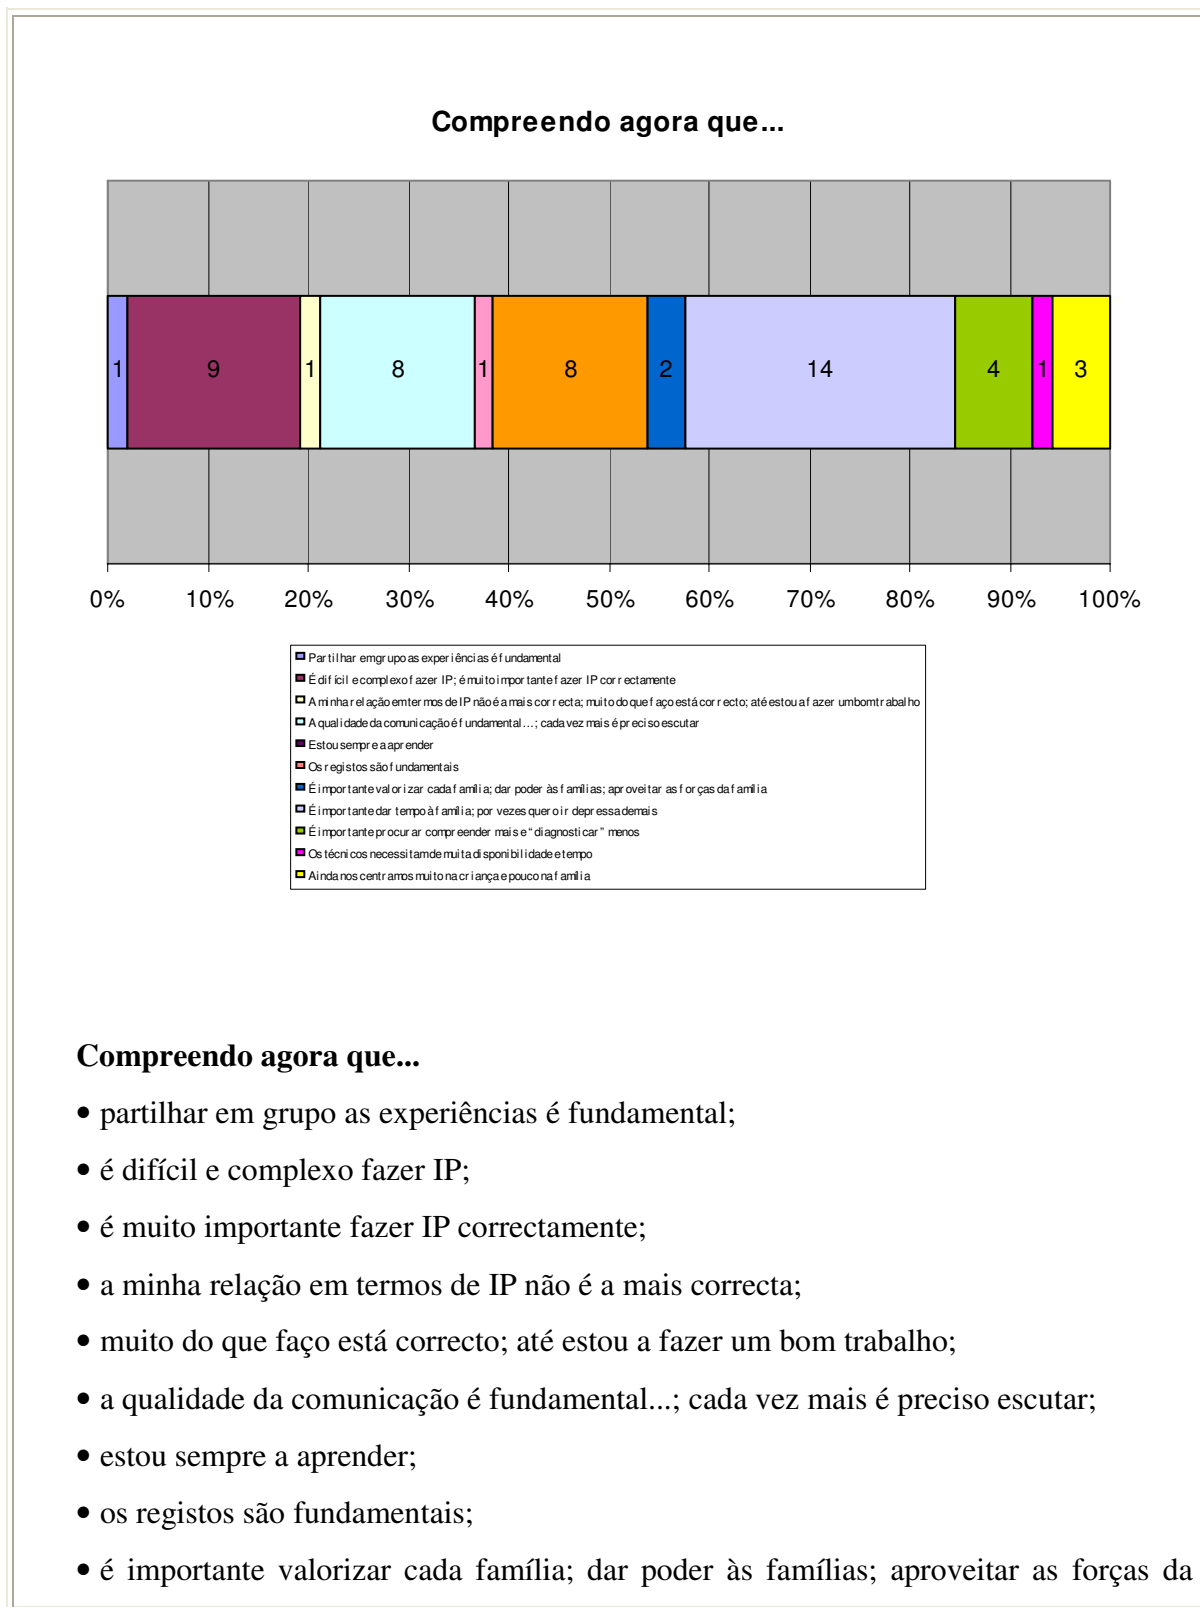 Compreendo agora que...
1 9 1 8 1 8 2 14 4 1 3
0% 10% 20% 30% 40% 50% 60% 70% 80% 90% 100%
Partilhar em grupo as experiências é fundamental
É difícil e complexo fazer IP; é muito importante fazer IP correctamente
A minha relação em termos de IP não é a mais correcta; muito do que faço está correcto; até estou a fazer um bom trabalho
A qualidade da comunicação é fundamental...; cada vez mais é preciso escutar
Estou sempre a aprender
Os registos são fundamentais
É importante valorizar cada família; dar poder às famílias; aproveitar as forças da família
É importante dar tempo à família; por vezes quero ir depressa demais
É importante procurar compreender mais e "diagnosticar" menos
Os técnicos necessitam de muita disponibilidade e tempo
Ainda nos centramos muito na criança e pouco na família
Compreendo agora que...
• partilhar em grupo as experiências é fundamental;
• é difícil e complexo fazer IP;
• é muito importante fazer IP correctamente;
• a minha relação em termos de IP não é a mais correcta;
• muito do que faço está correcto; até estou a fazer um bom trabalho;
• a qualidade da comunicação é fundamental...; cada vez mais é preciso escutar;
• estou sempre a aprender;
• os registos são fundamentais;
• é importante valorizar cada família; dar poder às famílias; aproveitar as forças da